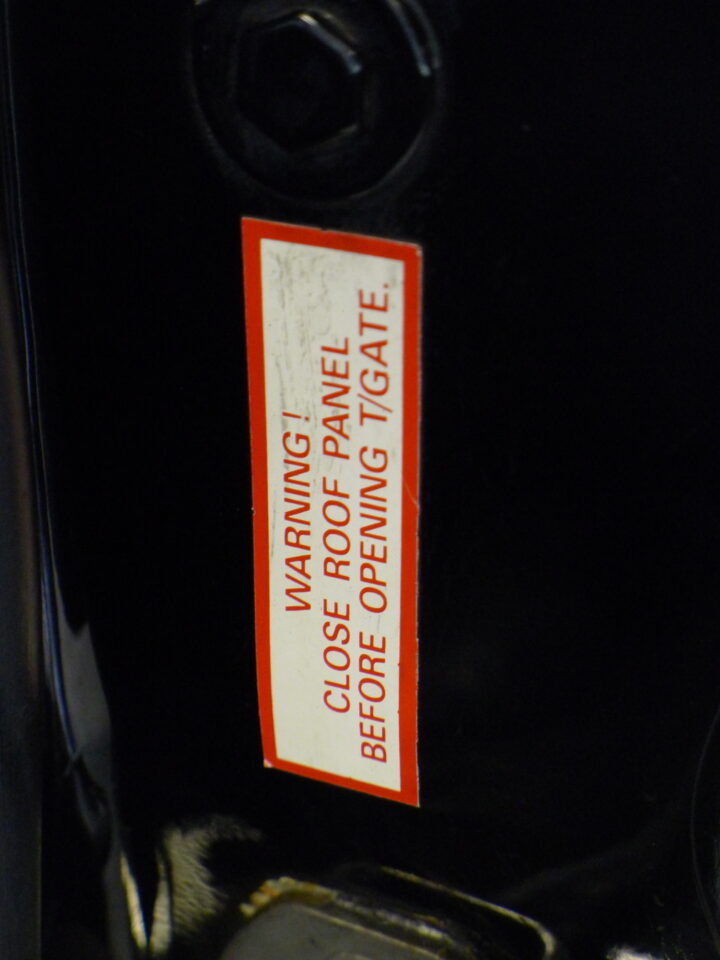 WARNING!
CLOSE ROOF PANEL
BEFORE OPENING T/GATE.